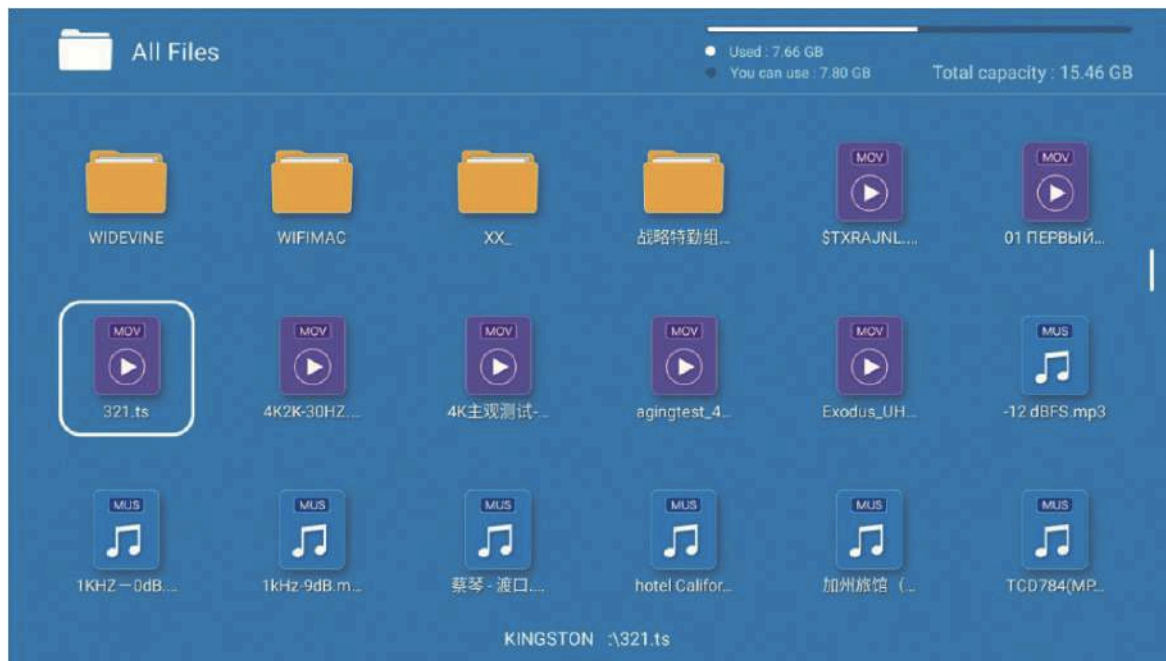 All Files
Used : 7.66 GB
You can use : 7.80 GB
Total capacity : 15.46 GB
WIDEVINE
WIFIMAC
XX_
战略特勤组...
MOV
$TXRAJNL....
MOV
01 ПЕРВЫЙ...
MOV
321.ts
MOV
4K2K-30HZ....
MOV
4K主观测试-...
MOV
agingtest_4...
MOV
Exodus_UH...
MUS
-12 dBFS.mp3
MUS
1KHZ—0dB....
MUS
1kHz-9dB.m...
MUS
蔡琴 - 渡口....
MUS
hotel Califor...
MUS
加州旅馆（...
MUS
TCD784(MP...
KINGSTON :\321.ts